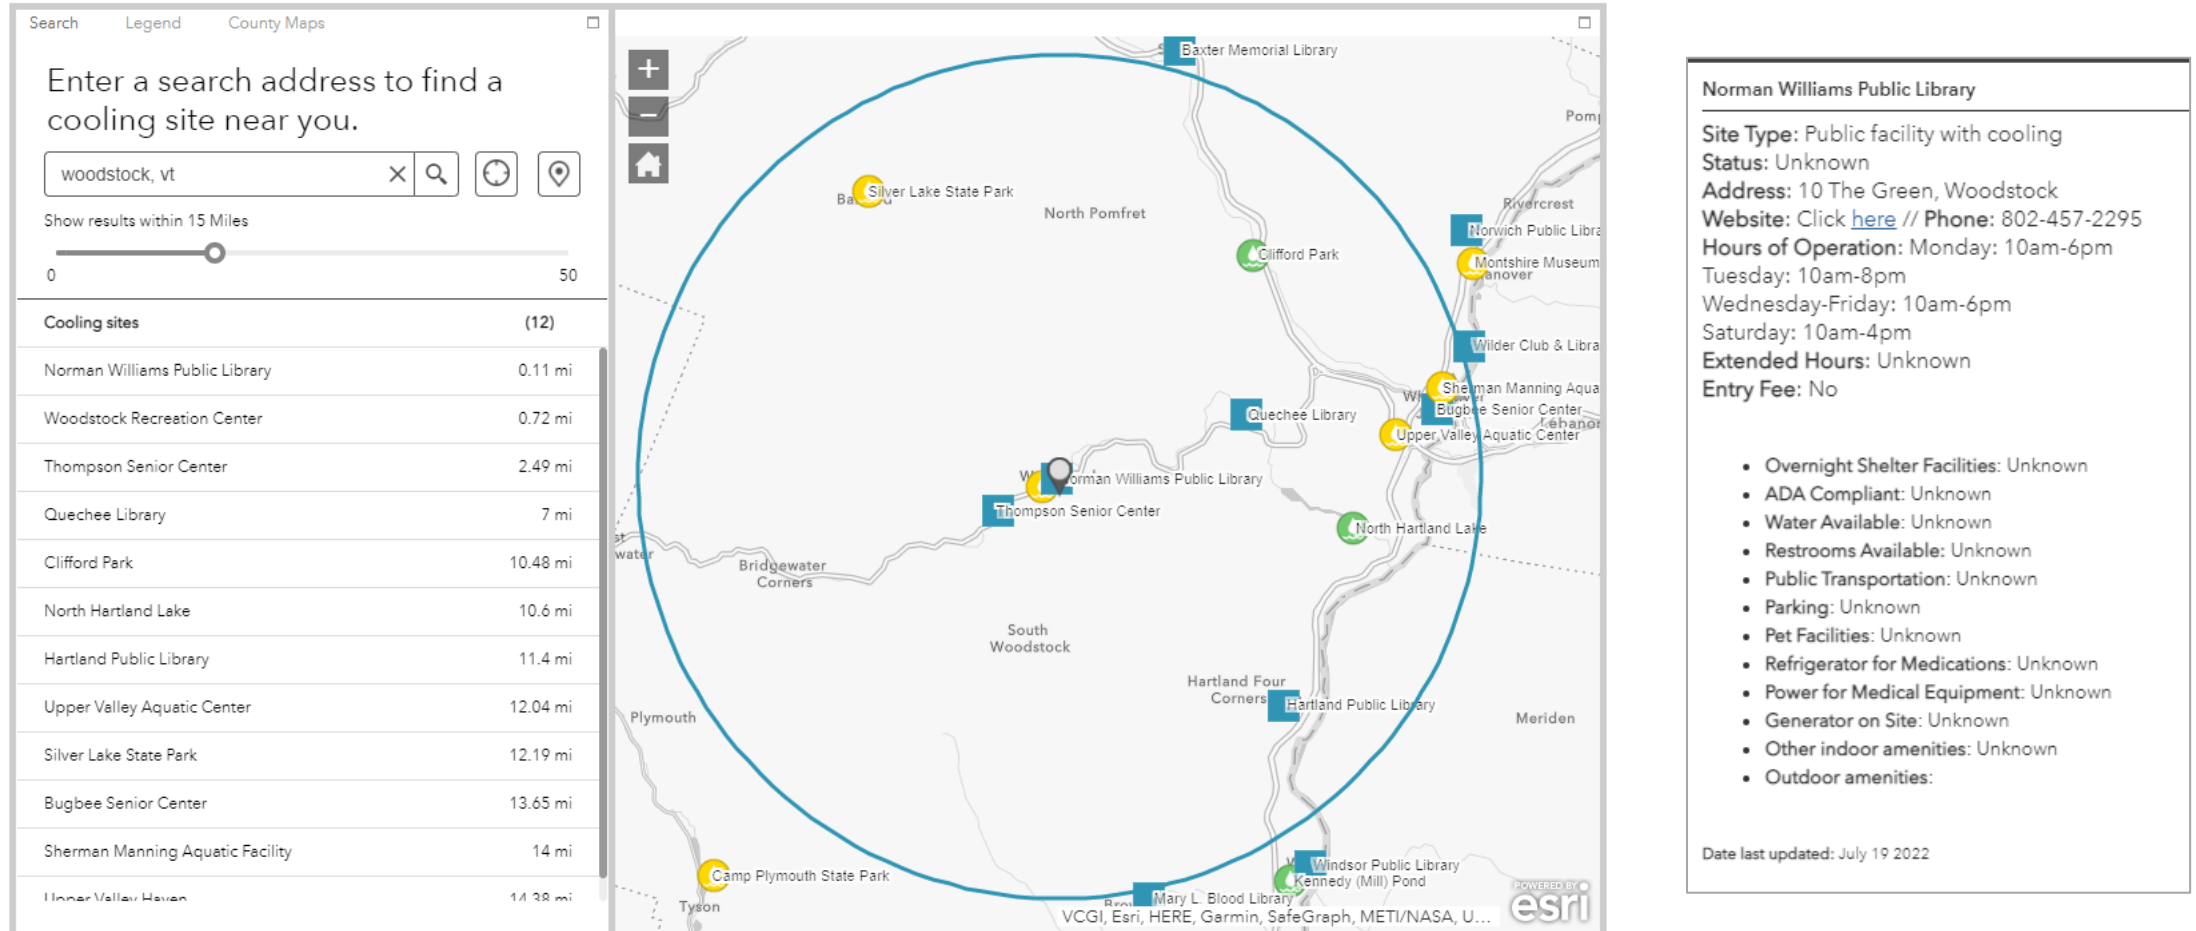 Search Legend County Maps
Enter a search address to find a
cooling site near you.
woodstock, vt
Show results within 15 Miles
0 50
Cooling sites (12)
Norman Williams Public Library 0.11 mi
Woodstock Recreation Center 0.72 mi
Thompson Senior Center 2.49 mi
Quechee Library 7 mi
Clifford Park 10.48 mi
North Hartland Lake 10.6 mi
Hartland Public Library 11.4 mi
Upper Valley Aquatic Center 12.04 mi
Silver Lake State Park 12.19 mi
Bugbee Senior Center 13.65 mi
Sherman Manning Aquatic Facility 14 mi
Upper Valley Haven 14.38 mi
Baxter Memorial Library
Silver Lake State Park
North Pomfret
Clifford Park
Rivercrest
Norwich Public Libra
Montshire Museum
anover
Wilder Club & Libra
Sherman Manning Aqua
Bugbee Senior Center
Lebanon
Quechee Library
Upper Valley Aquatic Center
Norman Williams Public Library
Thompson Senior Center
North Hartland Lake
Bridgewater
Corners
South
Woodstock
Hartland Four
Corners
Hartland Public Library
Plymouth
Meriden
Camp Plymouth State Park
Tyson
Windsor Public Library
Kennedy (Mill) Pond
Mary L. Blood Library
VCGI, Esri, HERE, Garmin, SafeGraph, METI/NASA, U...
POWERED BY
esri
Norman Williams Public Library
Site Type: Public facility with cooling
Status: Unknown
Address: 10 The Green, Woodstock
Website: Click here // Phone: 802-457-2295
Hours of Operation: Monday: 10am-6pm
Tuesday: 10am-8pm
Wednesday-Friday: 10am-6pm
Saturday: 10am-4pm
Extended Hours: Unknown
Entry Fee: No
• Overnight Shelter Facilities: Unknown
• ADA Compliant: Unknown
• Water Available: Unknown
• Restrooms Available: Unknown
• Public Transportation: Unknown
• Parking: Unknown
• Pet Facilities: Unknown
• Refrigerator for Medications: Unknown
• Power for Medical Equipment: Unknown
• Generator on Site: Unknown
• Other indoor amenities: Unknown
• Outdoor amenities:
Date last updated: July 19 2022